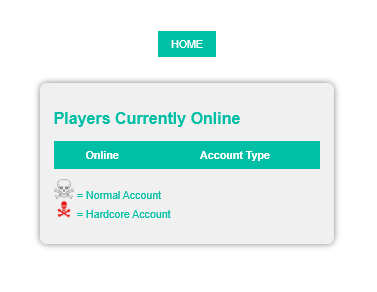 HOME
Players Currently Online
Online Account Type
= Normal Account
= Hardcore Account